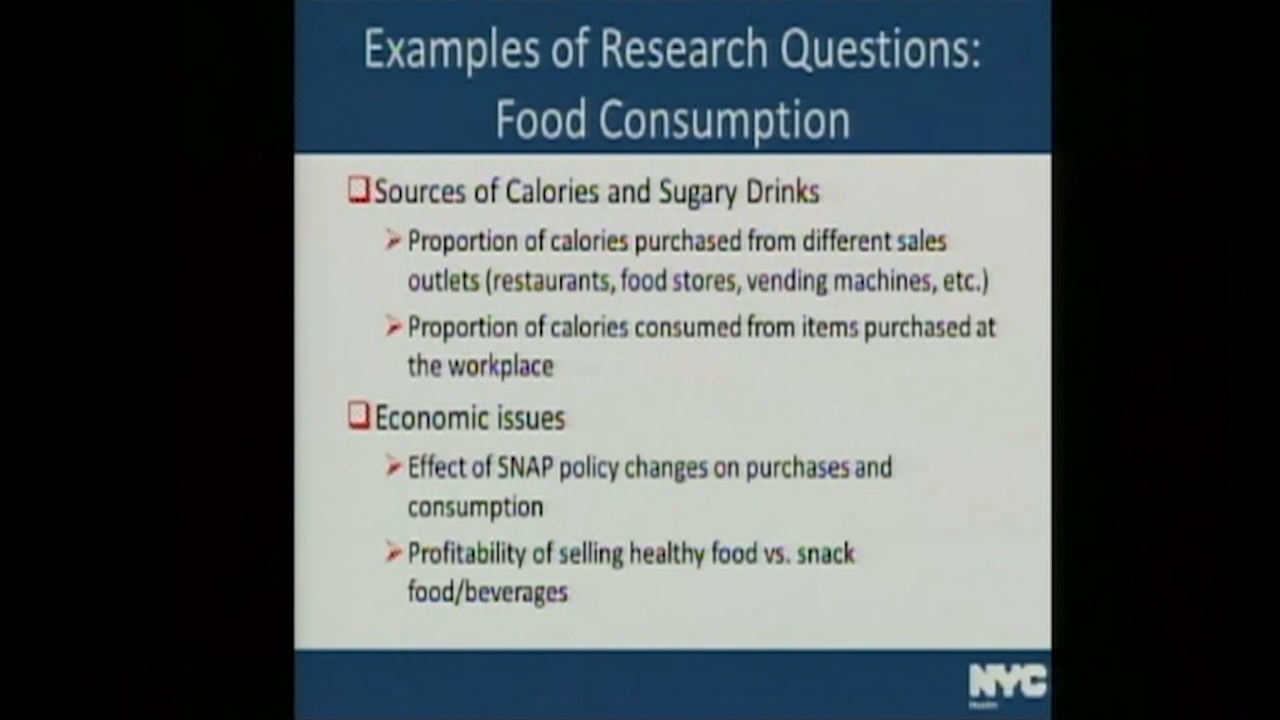 Examples of Research Questions:
Food Consumption
Sources of Calories and Sugary Drinks
Proportion of calories purchased from different sales
outlets (restaurants, food stores, vending machines, etc.)
Proportion of calories consumed from items purchased at
the workplace
Economic issues
Effect of SNAP policy changes on purchases and
consumption
Profitability of selling healthy food vs. snack
food/beverages
NYC
Health